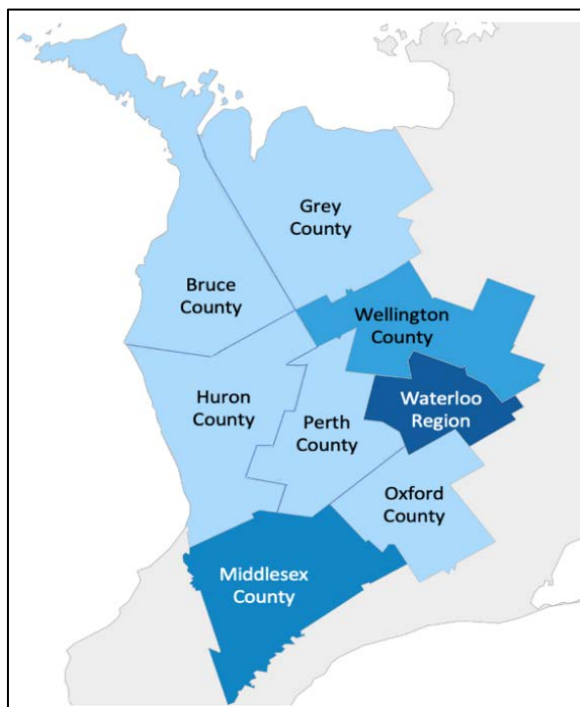 Grey
County
Bruce
County
Wellington
County
Huron
County
Perth
County
Waterloo
Region
Oxford
County
Middlesex
County